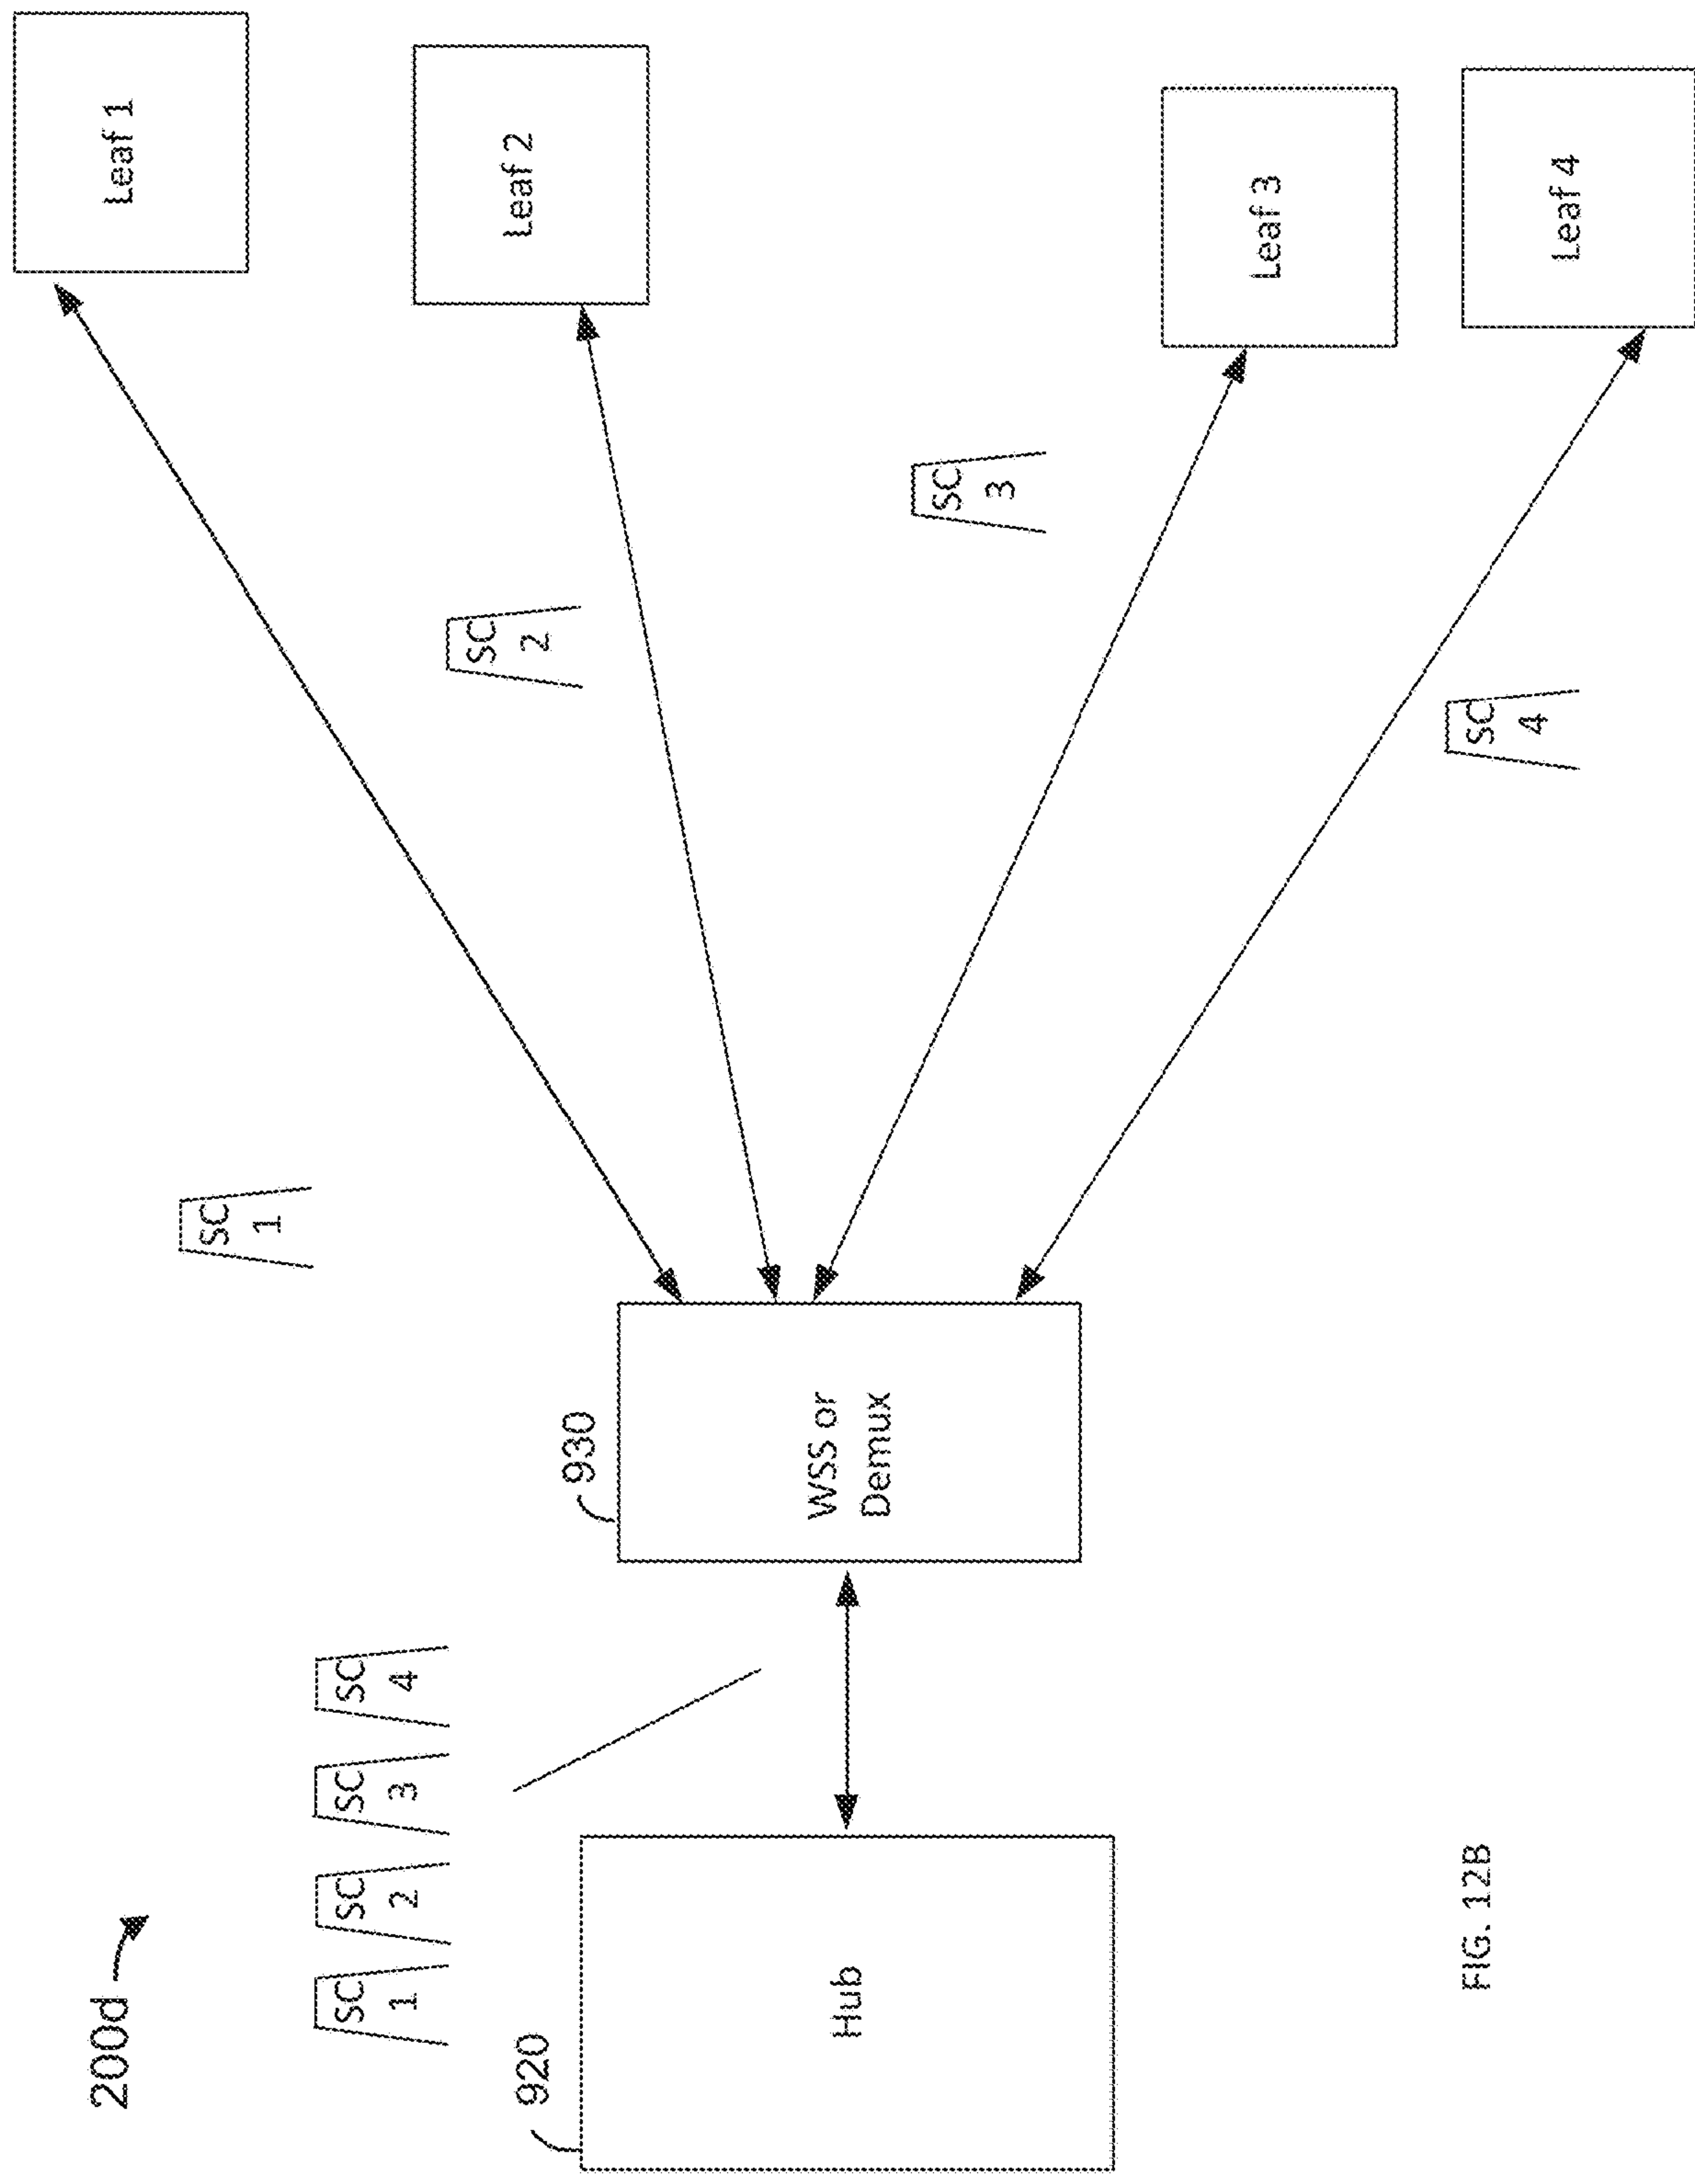 200d
SC
1
SC
2
SC
3
SC
4
920
Hub
930
WSS or
Demux
SC
1
SC
2
SC
3
SC
4
Leaf 1
Leaf 2
Leaf 3
Leaf 4
FIG. 12B